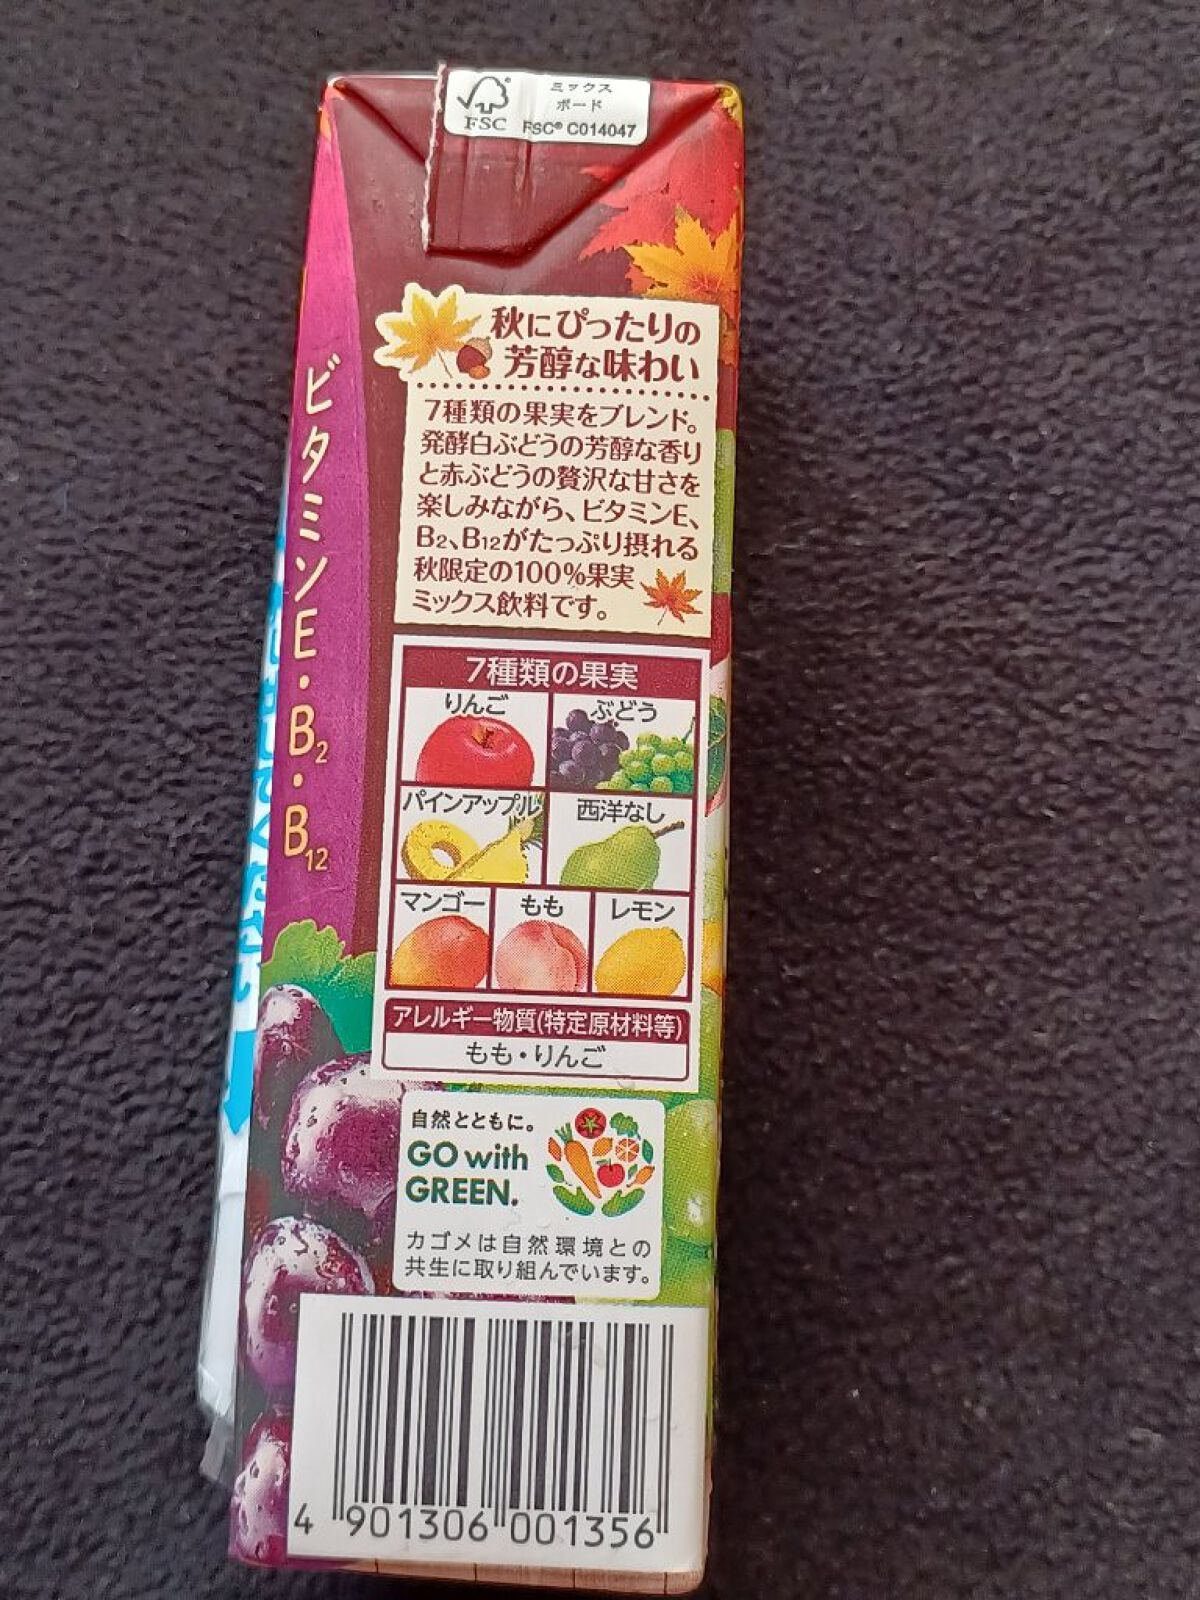 ミックス
ボード
FSC
FSC® C014047
秋にぴったりの
芳醇な味わい
7種類の果実をブレンド。
発酵白ぶどうの芳醇な香り
と赤ぶどうの贅沢な甘さを
楽しみながら、ビタミンE、
B2、B12がたっぷり摂れる
秋限定の100%果実
ミックス飲料です。
ビタミンE・B2・B12
7種類の果実
りんご
ぶどう
パインアップル
西洋なし
マンゴー
もも
レモン
アレルギー物質(特定原材料等)
もも・りんご
自然とともに。
GO with
GREEN.
カゴメは自然環境との
共生に取り組んでいます。
4 901306 001356